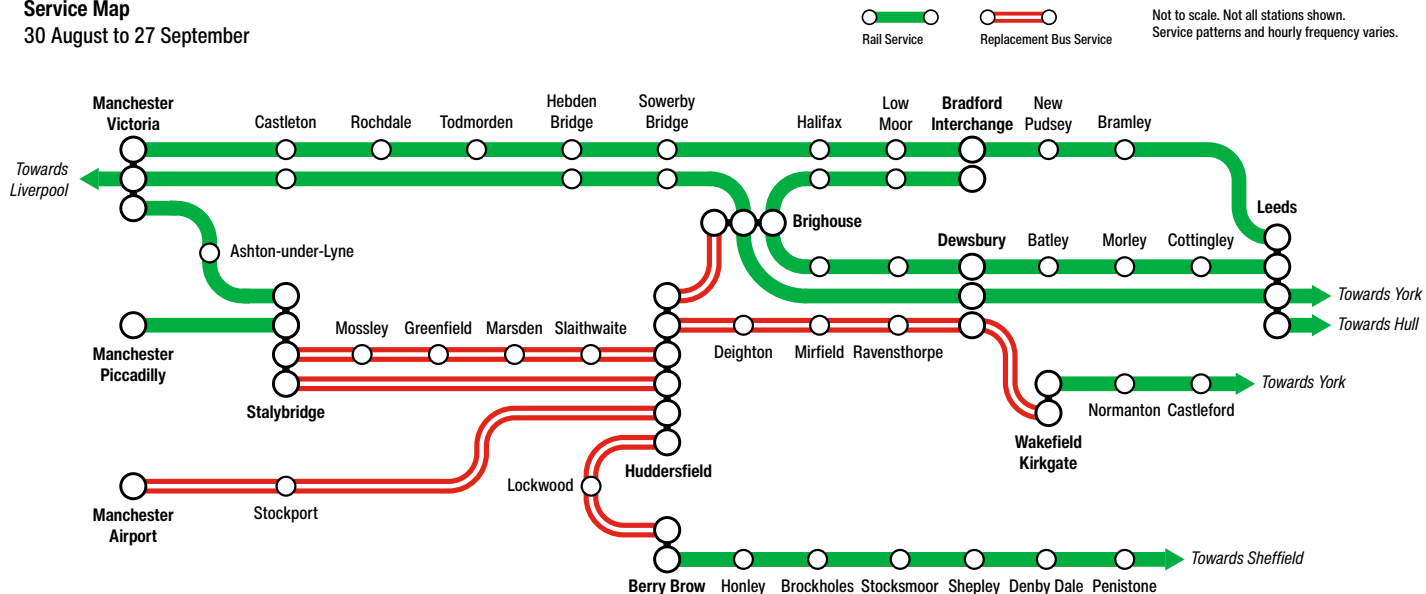 Service Map
30 August to 27 September
Rail Service
Replacement Bus Service
Not to scale. Not all stations shown.
Service patterns and hourly frequency varies.
Manchester
Victoria
Castleton
Rochdale
Todmorden
Hebden
Bridge
Sowerby
Bridge
Halifax
Low
Moor
Bradford
Interchange
New
Pudsey
Bramley
Towards
Liverpool
Leeds
Brighouse
Ashton-under-Lyne
Dewsbury
Batley
Morley
Cottingley
Towards York
Towards Hull
Manchester
Piccadilly
Mossley
Greenfield
Marsden
Slaithwaite
Deighton
Mirfield
Ravensthorpe
Stalybridge
Towards York
Normanton
Castleford
Wakefield
Kirkgate
Huddersfield
Lockwood
Manchester
Airport
Stockport
Towards Sheffield
Berry Brow
Honley
Brockholes
Stocksmoor
Shepley
Denby Dale
Penistone